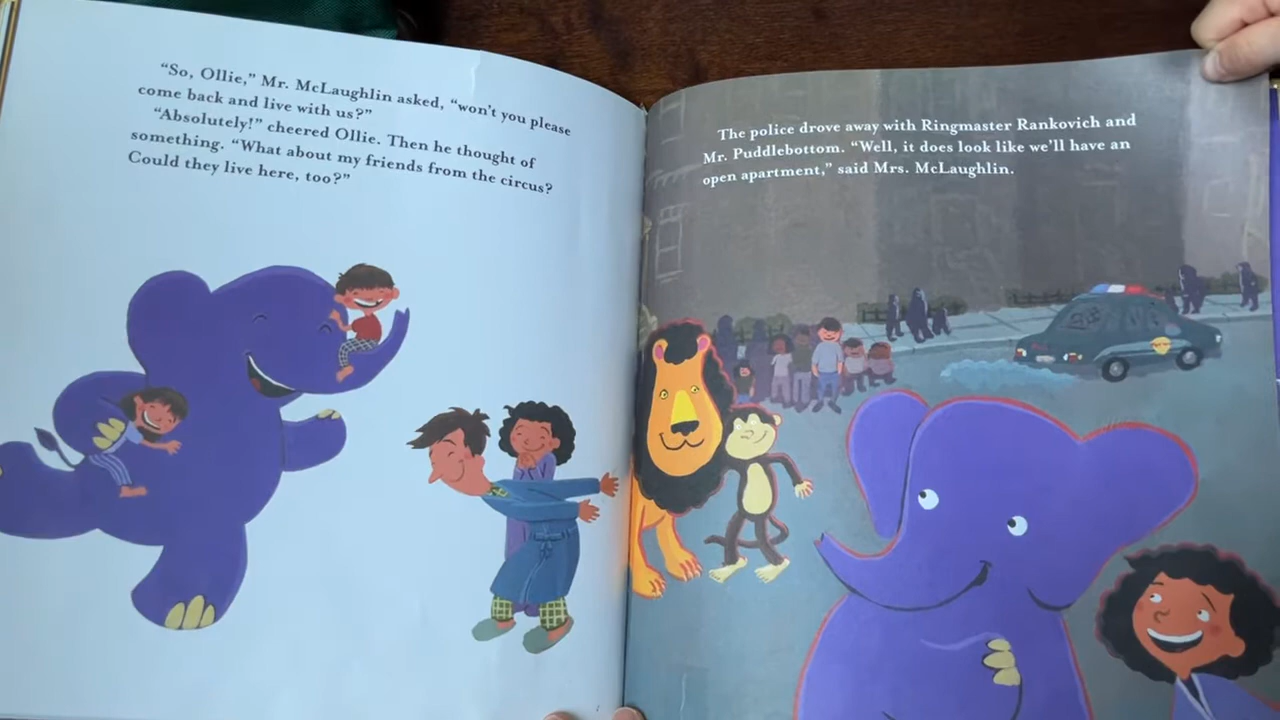 “So, Ollie,” Mr. McLaughlin asked, “won’t you please
come back and live with us?”
“Absolutely!” cheered Ollie. Then he thought of
something. “What about my friends from the circus?
Could they live here, too?”
The police drove away with Ringmaster Rankovich and
Mr. Puddlebottom. “Well, it does look like we’ll have an
open apartment,” said Mrs. McLaughlin.